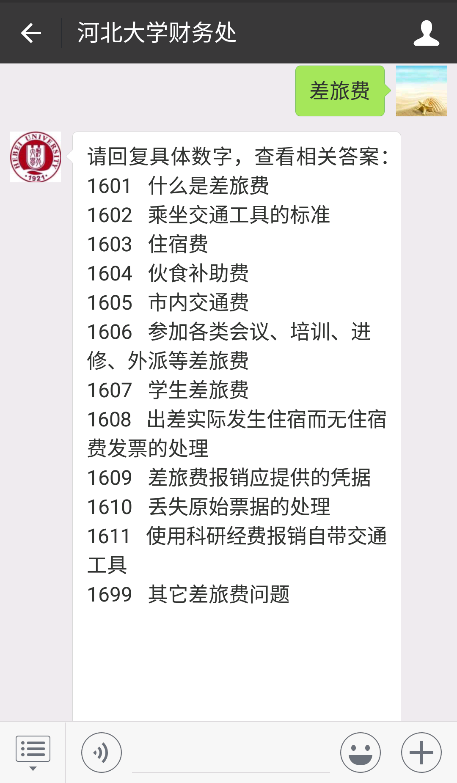 河北大学财务处
差旅费
请回复具体数字，查看相关答案：
1601 什么是差旅费
1602 乘坐交通工具的标准
1603 住宿费
1604 伙食补助费
1605 市内交通费
1606 参加各类会议、培训、进
修、外派等差旅费
1607 学生差旅费
1608 出差实际发生住宿而无住宿
费发票的处理
1609 差旅费报销应提供的凭据
1610 丢失原始票据的处理
1611 使用科研经费报销自带交通
工具
1699 其它差旅费问题
HEBEI UNIVERSITY
·1921·